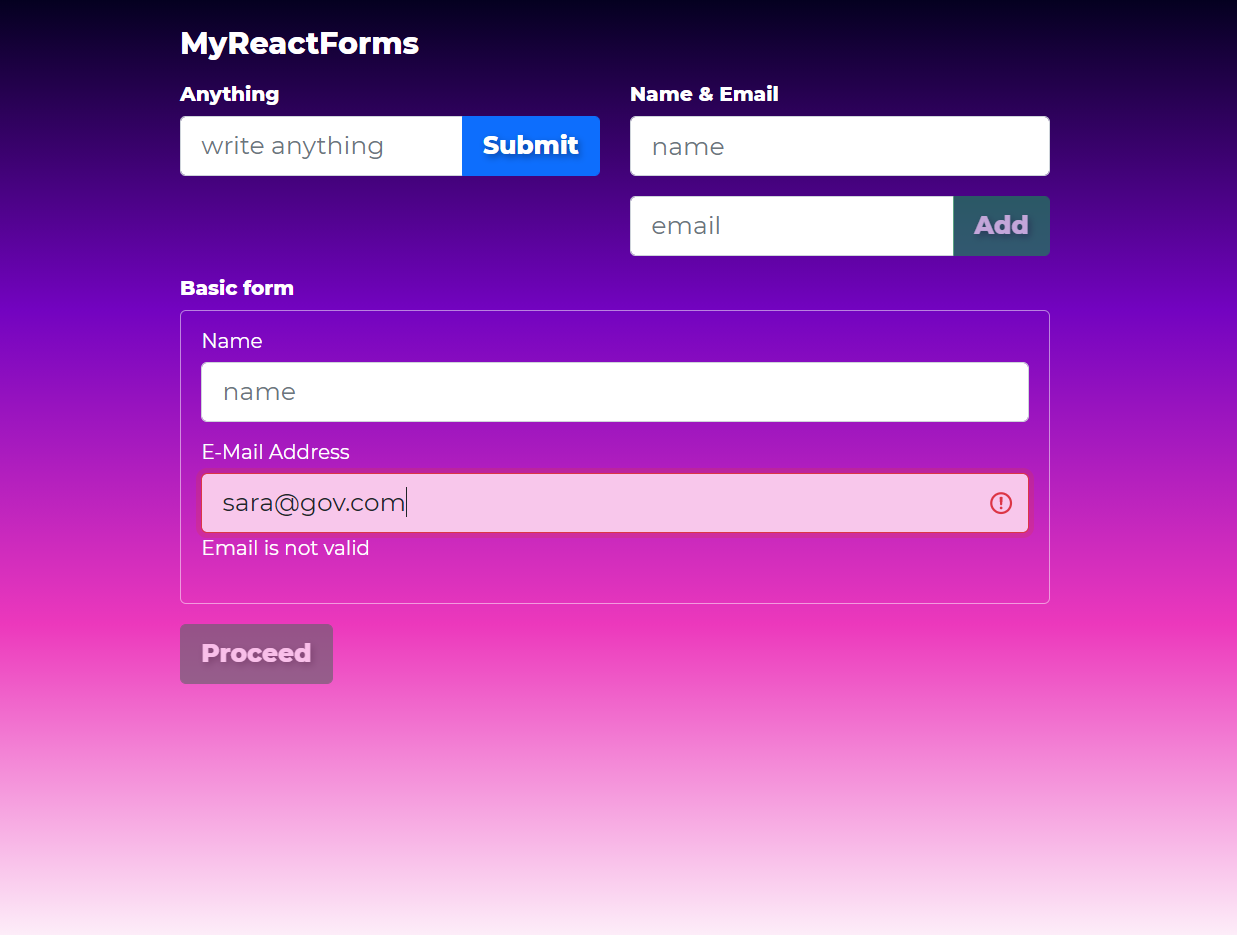 MyReactForms
Anything
write anything
Submit
Name & Email
name
email
Add
Basic form
Name
name
E-Mail Address
sara@gov.com
Email is not valid
Proceed